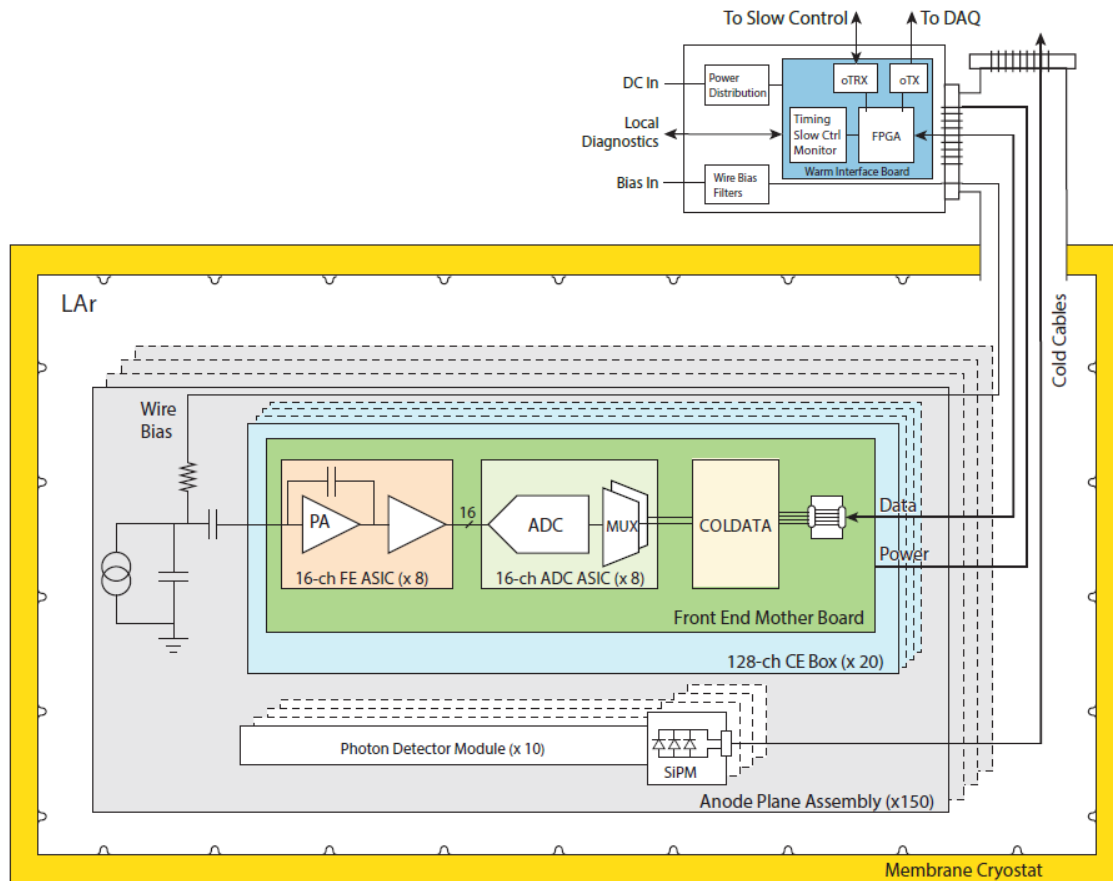 To Slow Control
To DAQ
DC In
Power
Distribution
oTRX
oTX
Local
Diagnostics
Timing
Slow Ctrl
Monitor
FPGA
Warm Interface Board
Bias In
Wire Bias
Filters
LAr
Cold Cables
Wire
Bias
PA
16
ADC
MUX
COLDATA
Data
Power
16-ch FE ASIC (x 8)
16-ch ADC ASIC (x 8)
Front End Mother Board
128-ch CE Box (x 20)
Photon Detector Module (x 10)
SiPM
Anode Plane Assembly (x150)
Membrane Cryostat